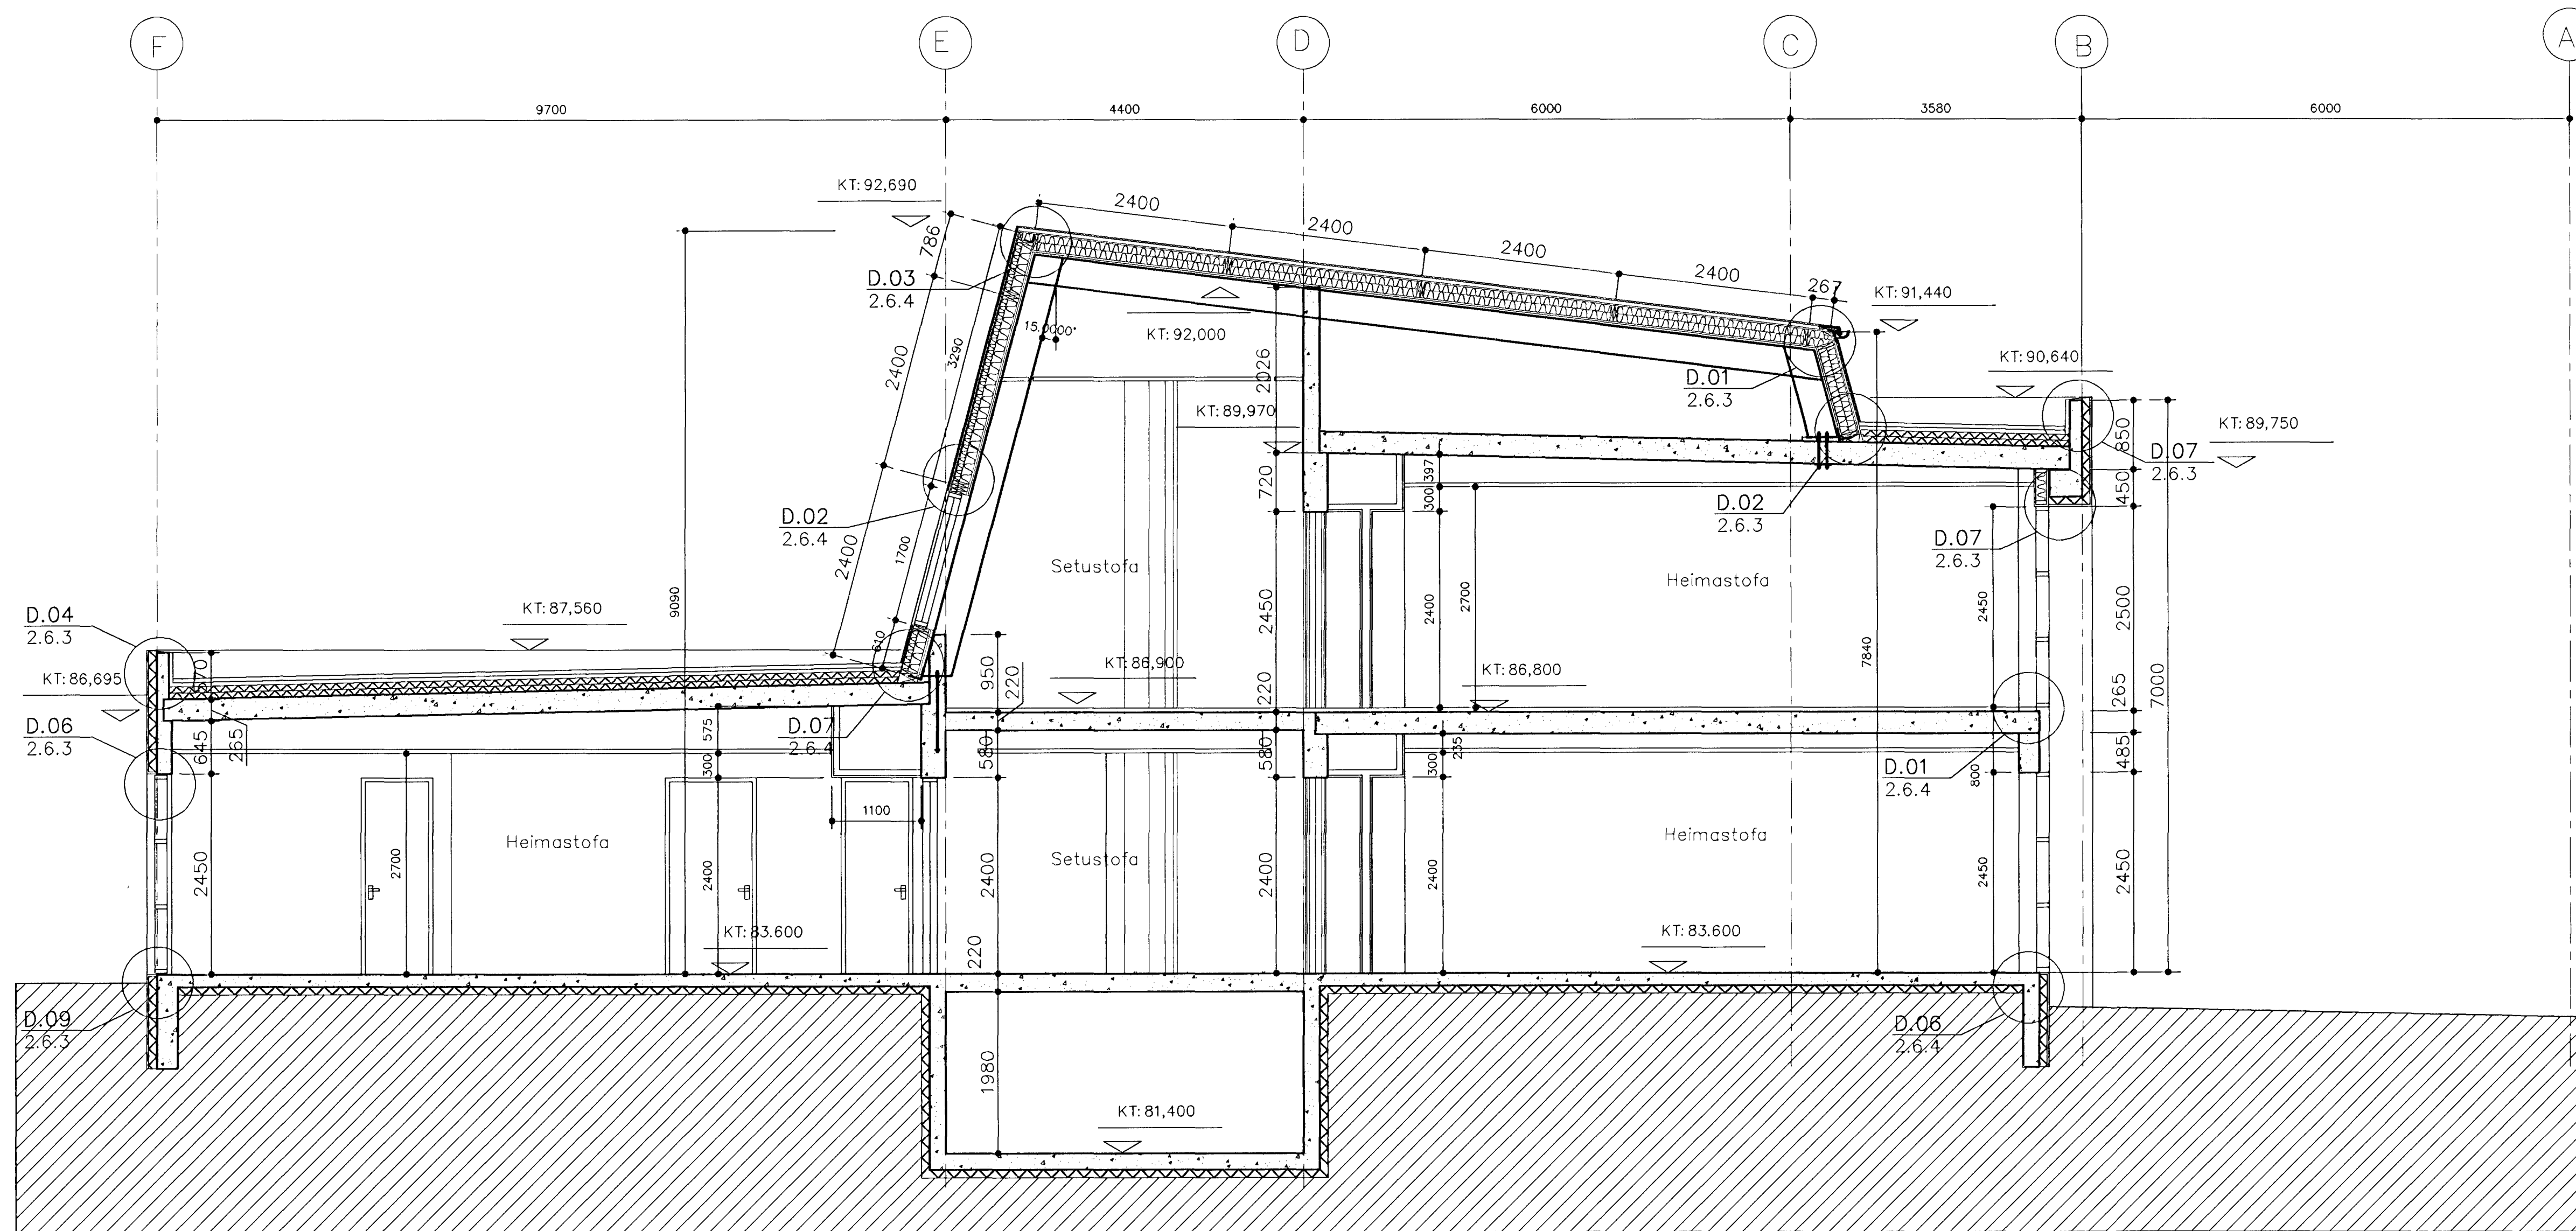 F
E
D
C
B
A
9700
4400
6000
3580
6000
KT: 92,690
2400
2400
2400
2400
267
786
D.03
2.6.4
KT: 91,440
15.0000°
KT: 92,000
3290
2400
2026
KT: 90,640
D.01
2.6.3
KT: 89,970
850
KT: 89,750
D.07
2.6.3
397
720
300
450
D.02
2.6.4
D.02
2.6.3
D.07
2.6.3
2400
1700
Setustofa
Heimastofa
9090
2450
2400
2700
2450
2500
7840
7000
D.04
2.6.3
KT: 87,560
610
570
950
220
KT: 86,900
220
KT: 86,800
265
KT: 86,695
D.06
2.6.3
645
265
575
300
D.07
2.6.4
580
580
235
300
485
800
D.01
2.6.4
1100
Heimastofa
Setustofa
Heimastofa
2450
2700
2400
2400
2400
2400
2450
2450
KT: 83.600
KT: 83.600
220
D.09
2.6.3
D.06
2.6.4
1980
KT: 81,400